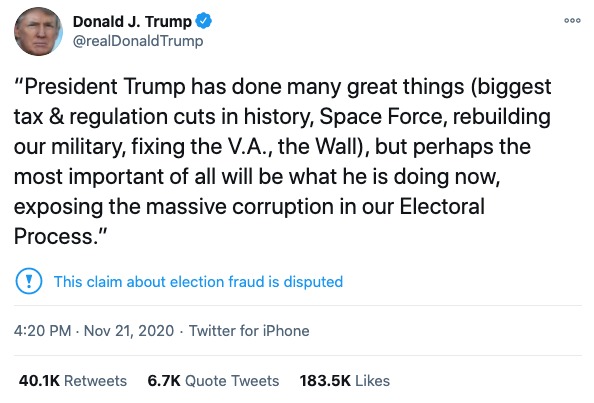 Donald J. Trump
@realDonaldTrump
“President Trump has done many great things (biggest
tax & regulation cuts in history, Space Force, rebuilding
our military, fixing the V.A., the Wall), but perhaps the
most important of all will be what he is doing now,
exposing the massive corruption in our Electoral
Process.”
This claim about election fraud is disputed
4:20 PM · Nov 21, 2020 · Twitter for iPhone
40.1K Retweets 6.7K Quote Tweets 183.5K Likes